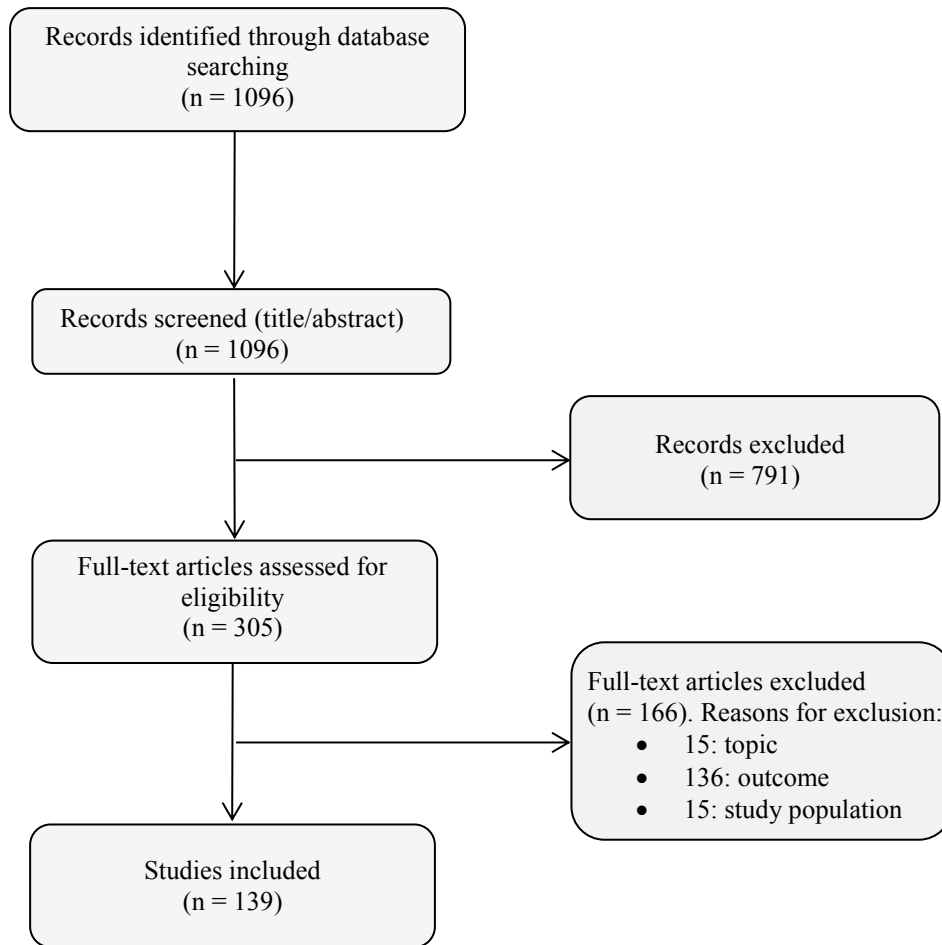 Records identified through database
searching
(n = 1096)
Records screened (title/abstract)
(n = 1096)
Records excluded
(n = 791)
Full-text articles assessed for
eligibility
(n = 305)
Full-text articles excluded
(n = 166). Reasons for exclusion:
• 15: topic
• 136: outcome
• 15: study population
Studies included
(n = 139)